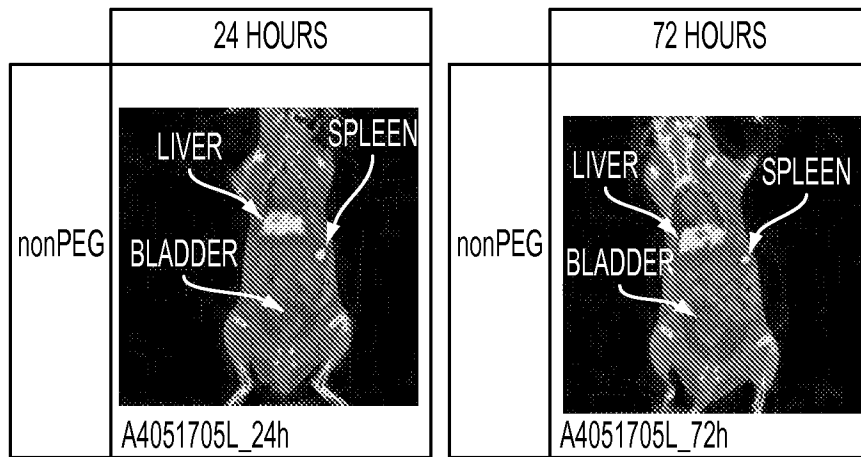 24 HOURS
nonPEG
LIVER
SPLEEN
BLADDER
A4051705L_24h
72 HOURS
nonPEG
LIVER
SPLEEN
BLADDER
A4051705L_72h